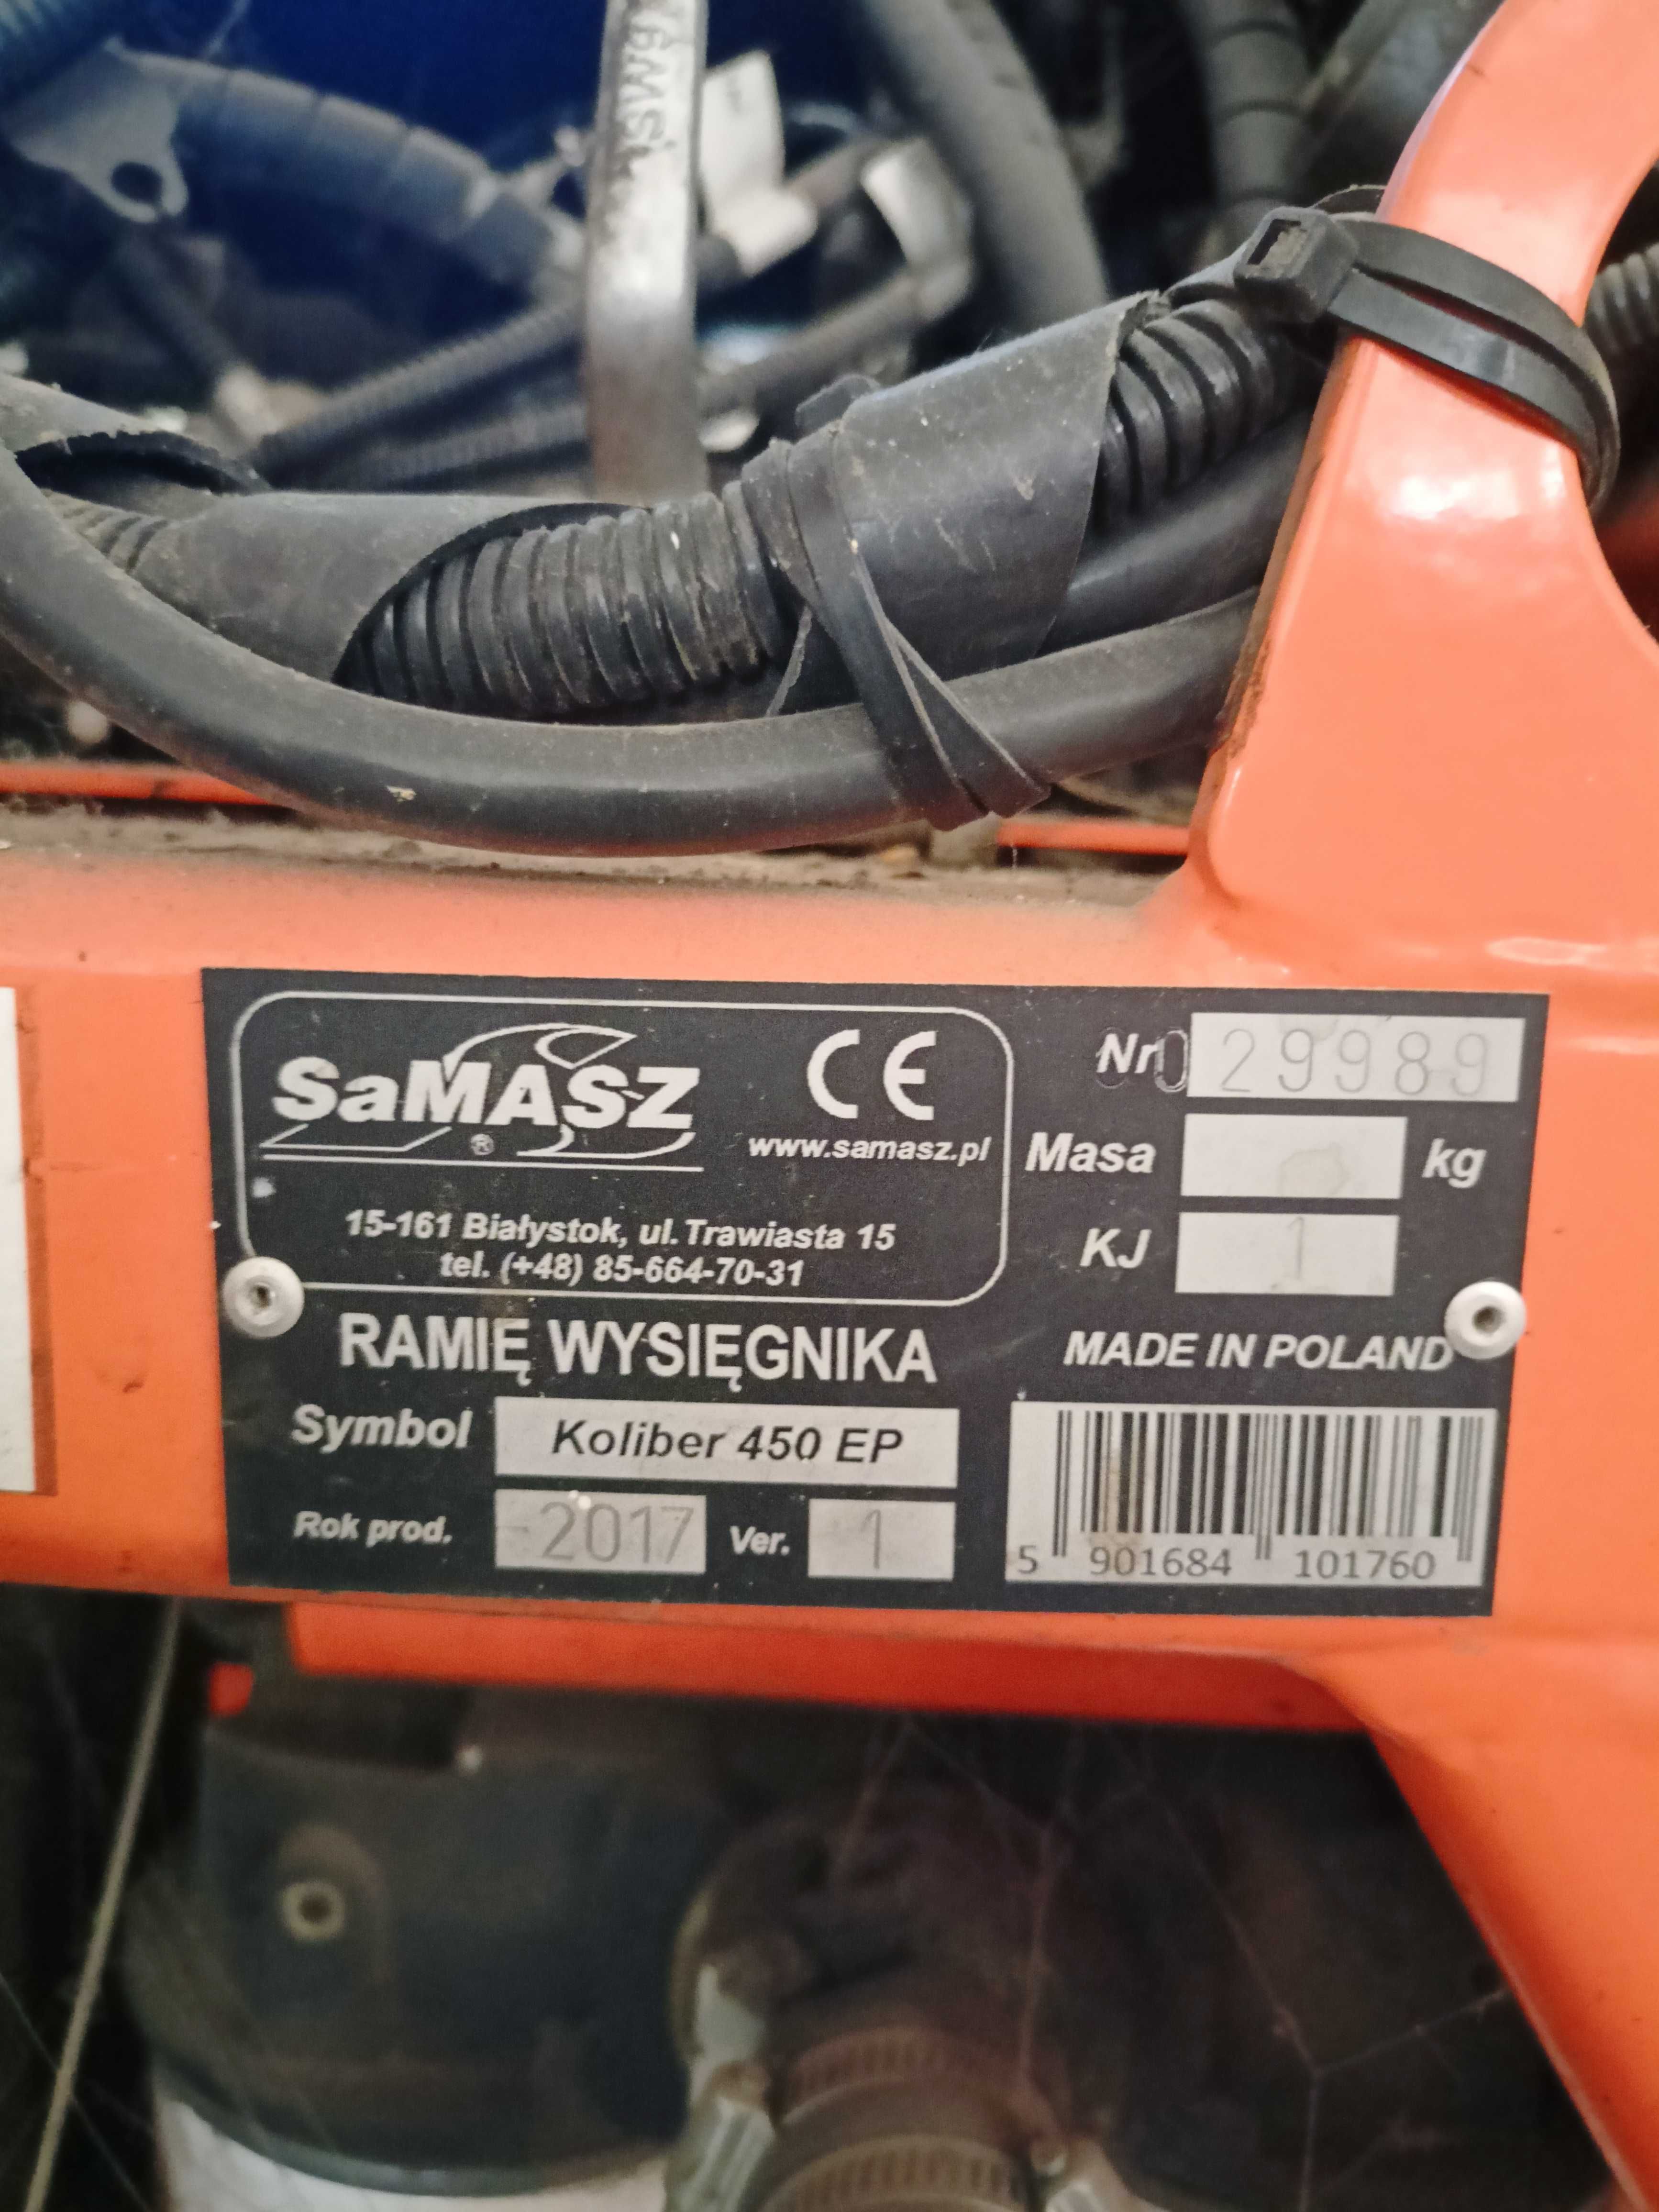 SaMASZ
®
CE
www.samasz.pl
15-161 Białystok, ul. Trawiasta 15
tel. (+48) 85-664-70-31
Nr 029989
Masa kg
KJ 1
MADE IN POLAND
RAMIĘ WYSIĘGNIKA
Symbol Koliber 450 EP
Rok prod. 2017 Ver. 1
5 901684 101760